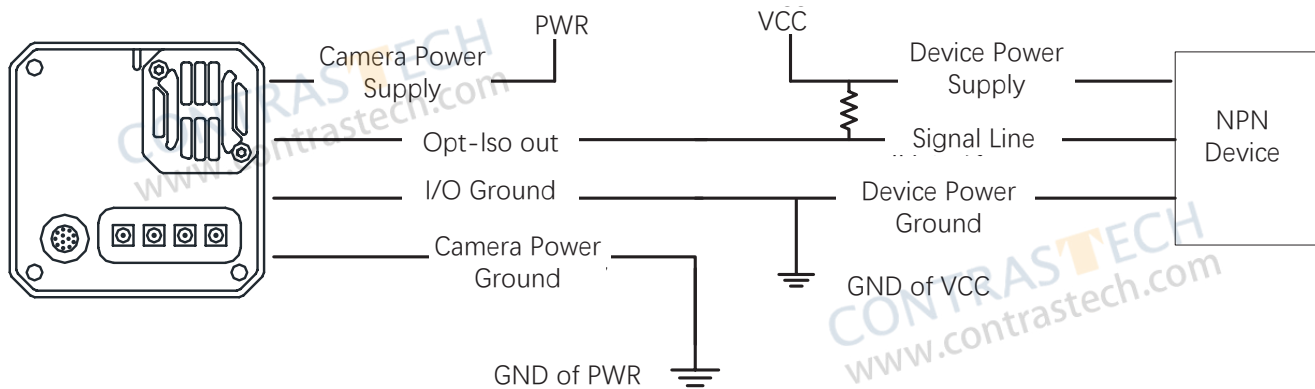 PWR
VCC
Camera Power
Supply
Device Power
Supply
Opt-Iso out
Signal Line
NPN
Device
I/O Ground
Device Power
Ground
Camera Power
Ground
GND of VCC
GND of PWR
CONTRASTECH
www.contrastech.com
CONTRASTECH
www.contrastech.com